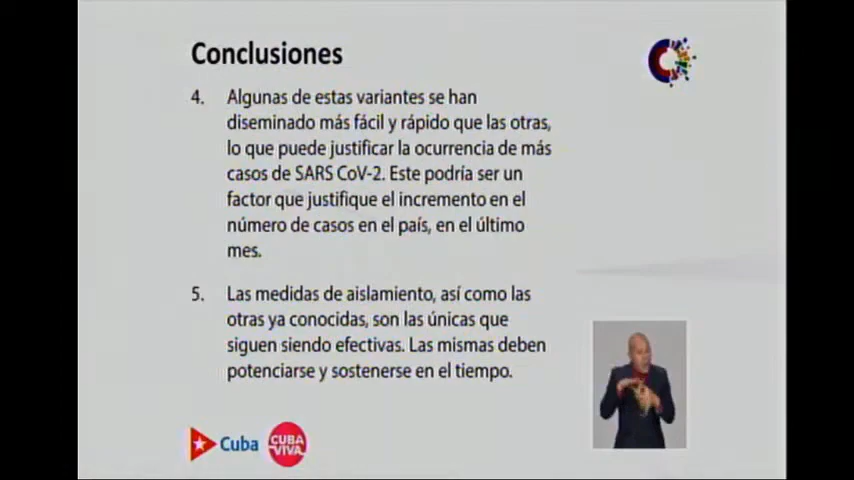 Conclusiones
4. Algunas de estas variantes se han
diseminado más fácil y rápido que las otras,
lo que puede justificar la ocurrencia de más
casos de SARS CoV-2. Este podría ser un
factor que justifique el incremento en el
número de casos en el país, en el último
mes.
5. Las medidas de aislamiento, así como las
otras ya conocidas, son las únicas que
siguen siendo efectivas. Las mismas deben
potenciarse y sostenerse en el tiempo.
Cuba
CUBA
VIVA